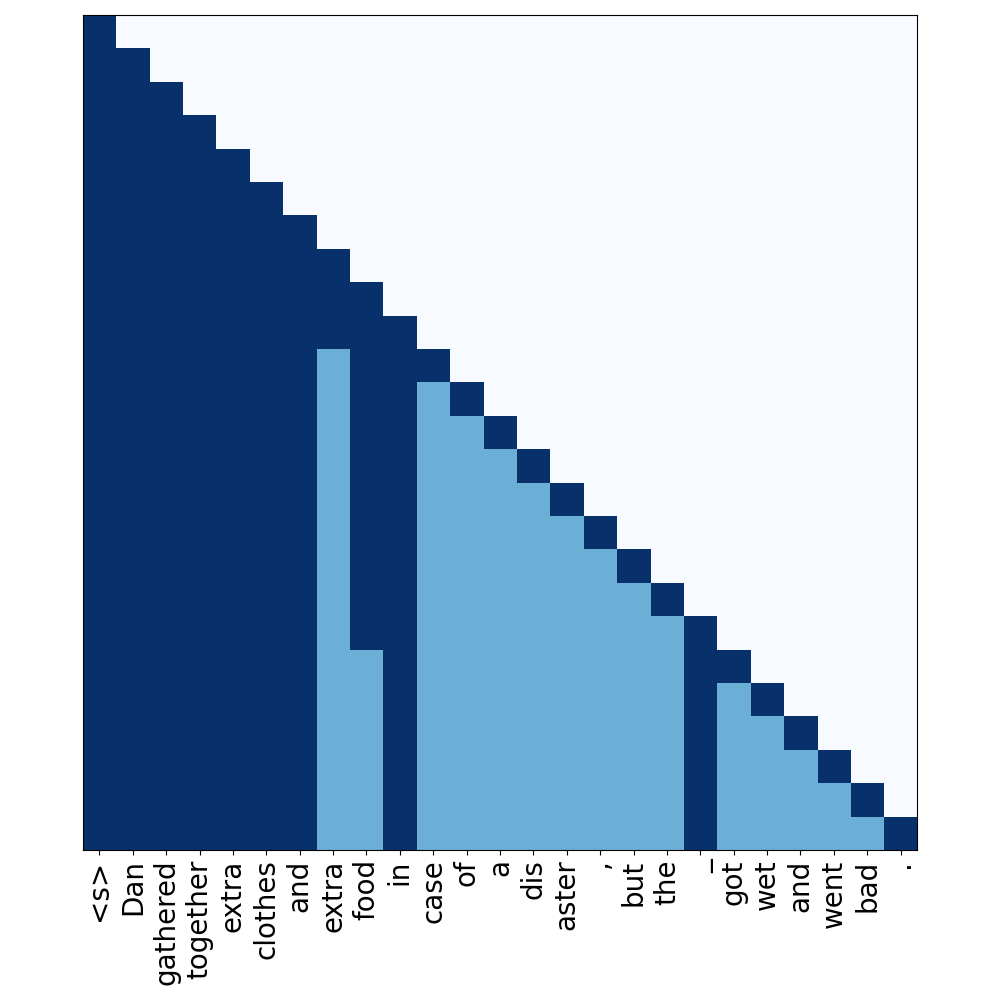 <s> Dan gathered together extra clothes and extra food in case of a dis aster , but the _ got wet and went bad .